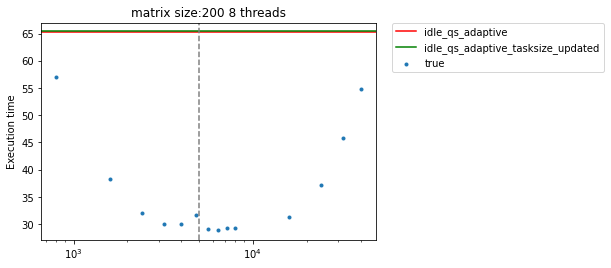 matrix size:200 8 threads
idle_qs_adaptive
idle_qs_adaptive_tasksize_updated
true
Execution time
65
60
55
50
45
40
35
30
10³
10⁴